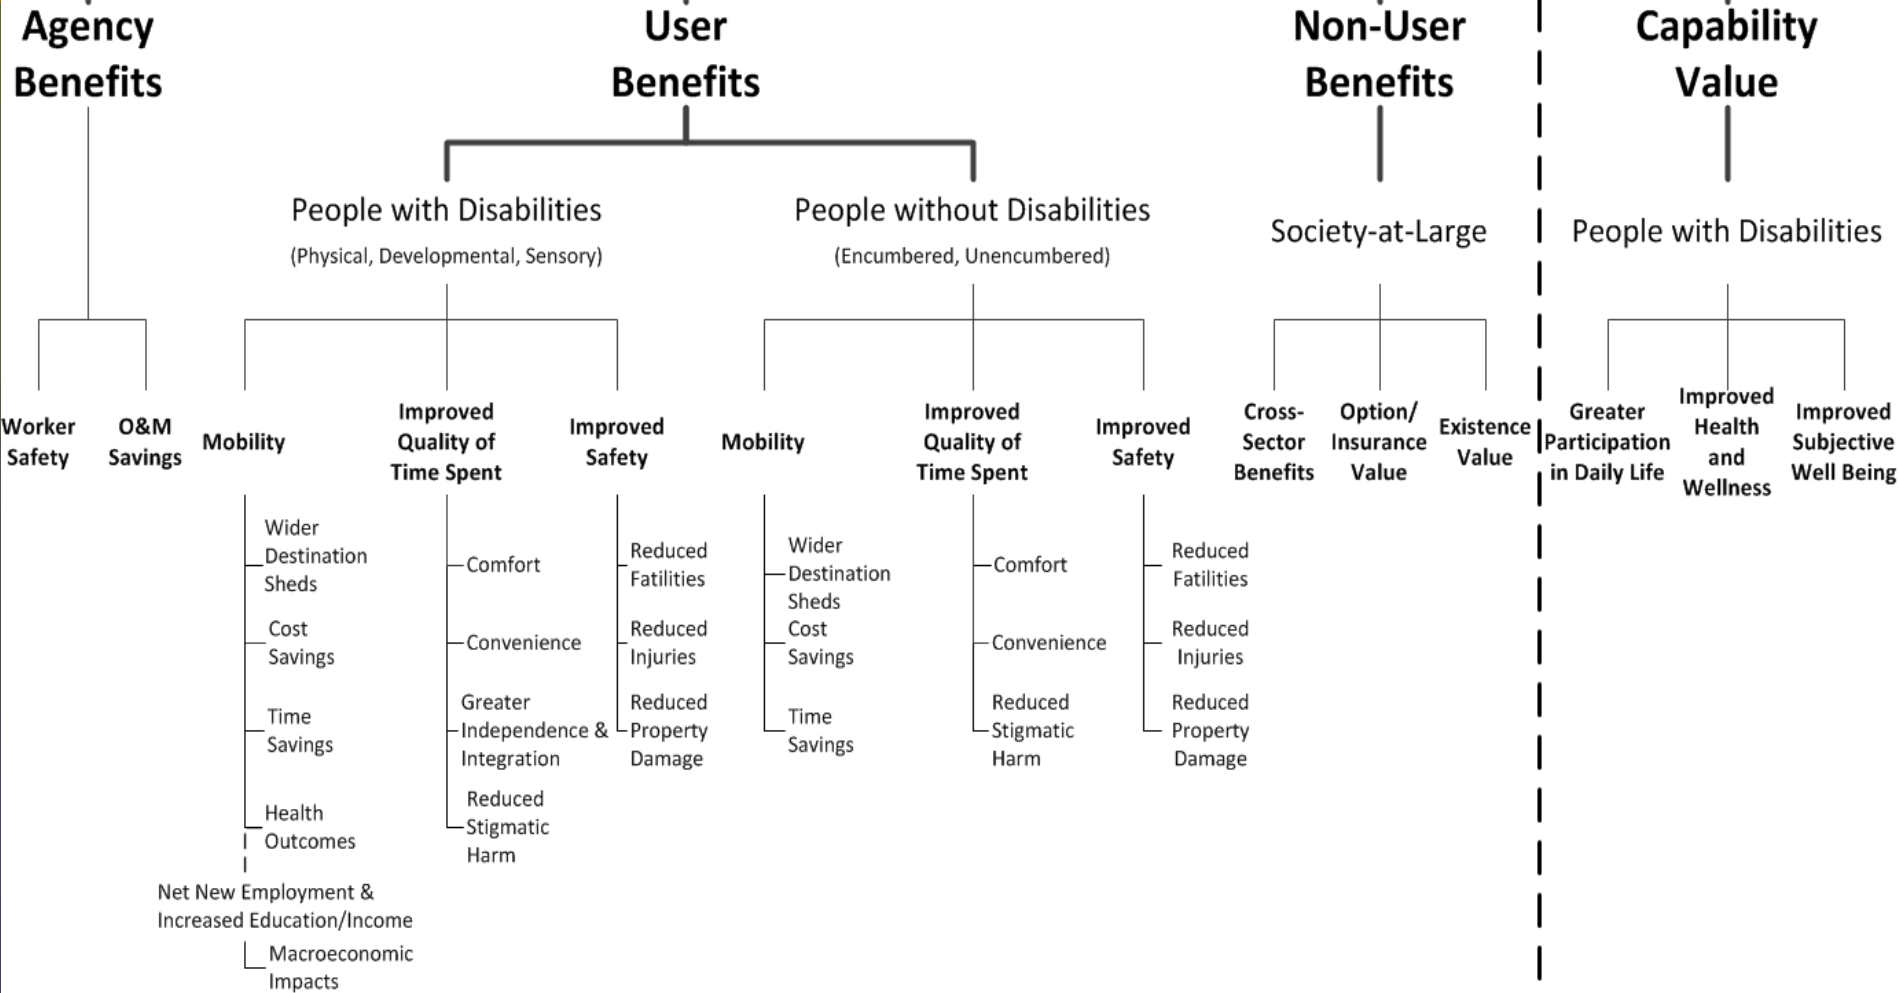 Agency
Benefits
User
Benefits
Non-User
Benefits
Capability
Value
People with Disabilities
(Physical, Developmental, Sensory)
People without Disabilities
(Encumbered, Unencumbered)
Society-at-Large
People with Disabilities
Worker
Safety
O&M
Savings
Mobility
Improved
Quality of
Time Spent
Improved
Safety
Mobility
Improved
Quality of
Time Spent
Improved
Safety
Cross-
Sector
Benefits
Option/
Insurance
Value
Existence
Value
Greater
Participation
in Daily Life
Improved
Health
and
Wellness
Improved
Subjective
Well Being
Wider
Destination
Sheds
Cost
Savings
Time
Savings
Health
Outcomes
Net New Employment &
Increased Education/Income
Macroeconomic
Impacts
Comfort
Convenience
Greater
Independence &
Integration
Reduced
Stigmatic
Harm
Reduced
Fatilities
Reduced
Injuries
Reduced
Property
Damage
Wider
Destination
Sheds
Cost
Savings
Time
Savings
Comfort
Convenience
Reduced
Stigmatic
Harm
Reduced
Fatilities
Reduced
Injuries
Reduced
Property
Damage